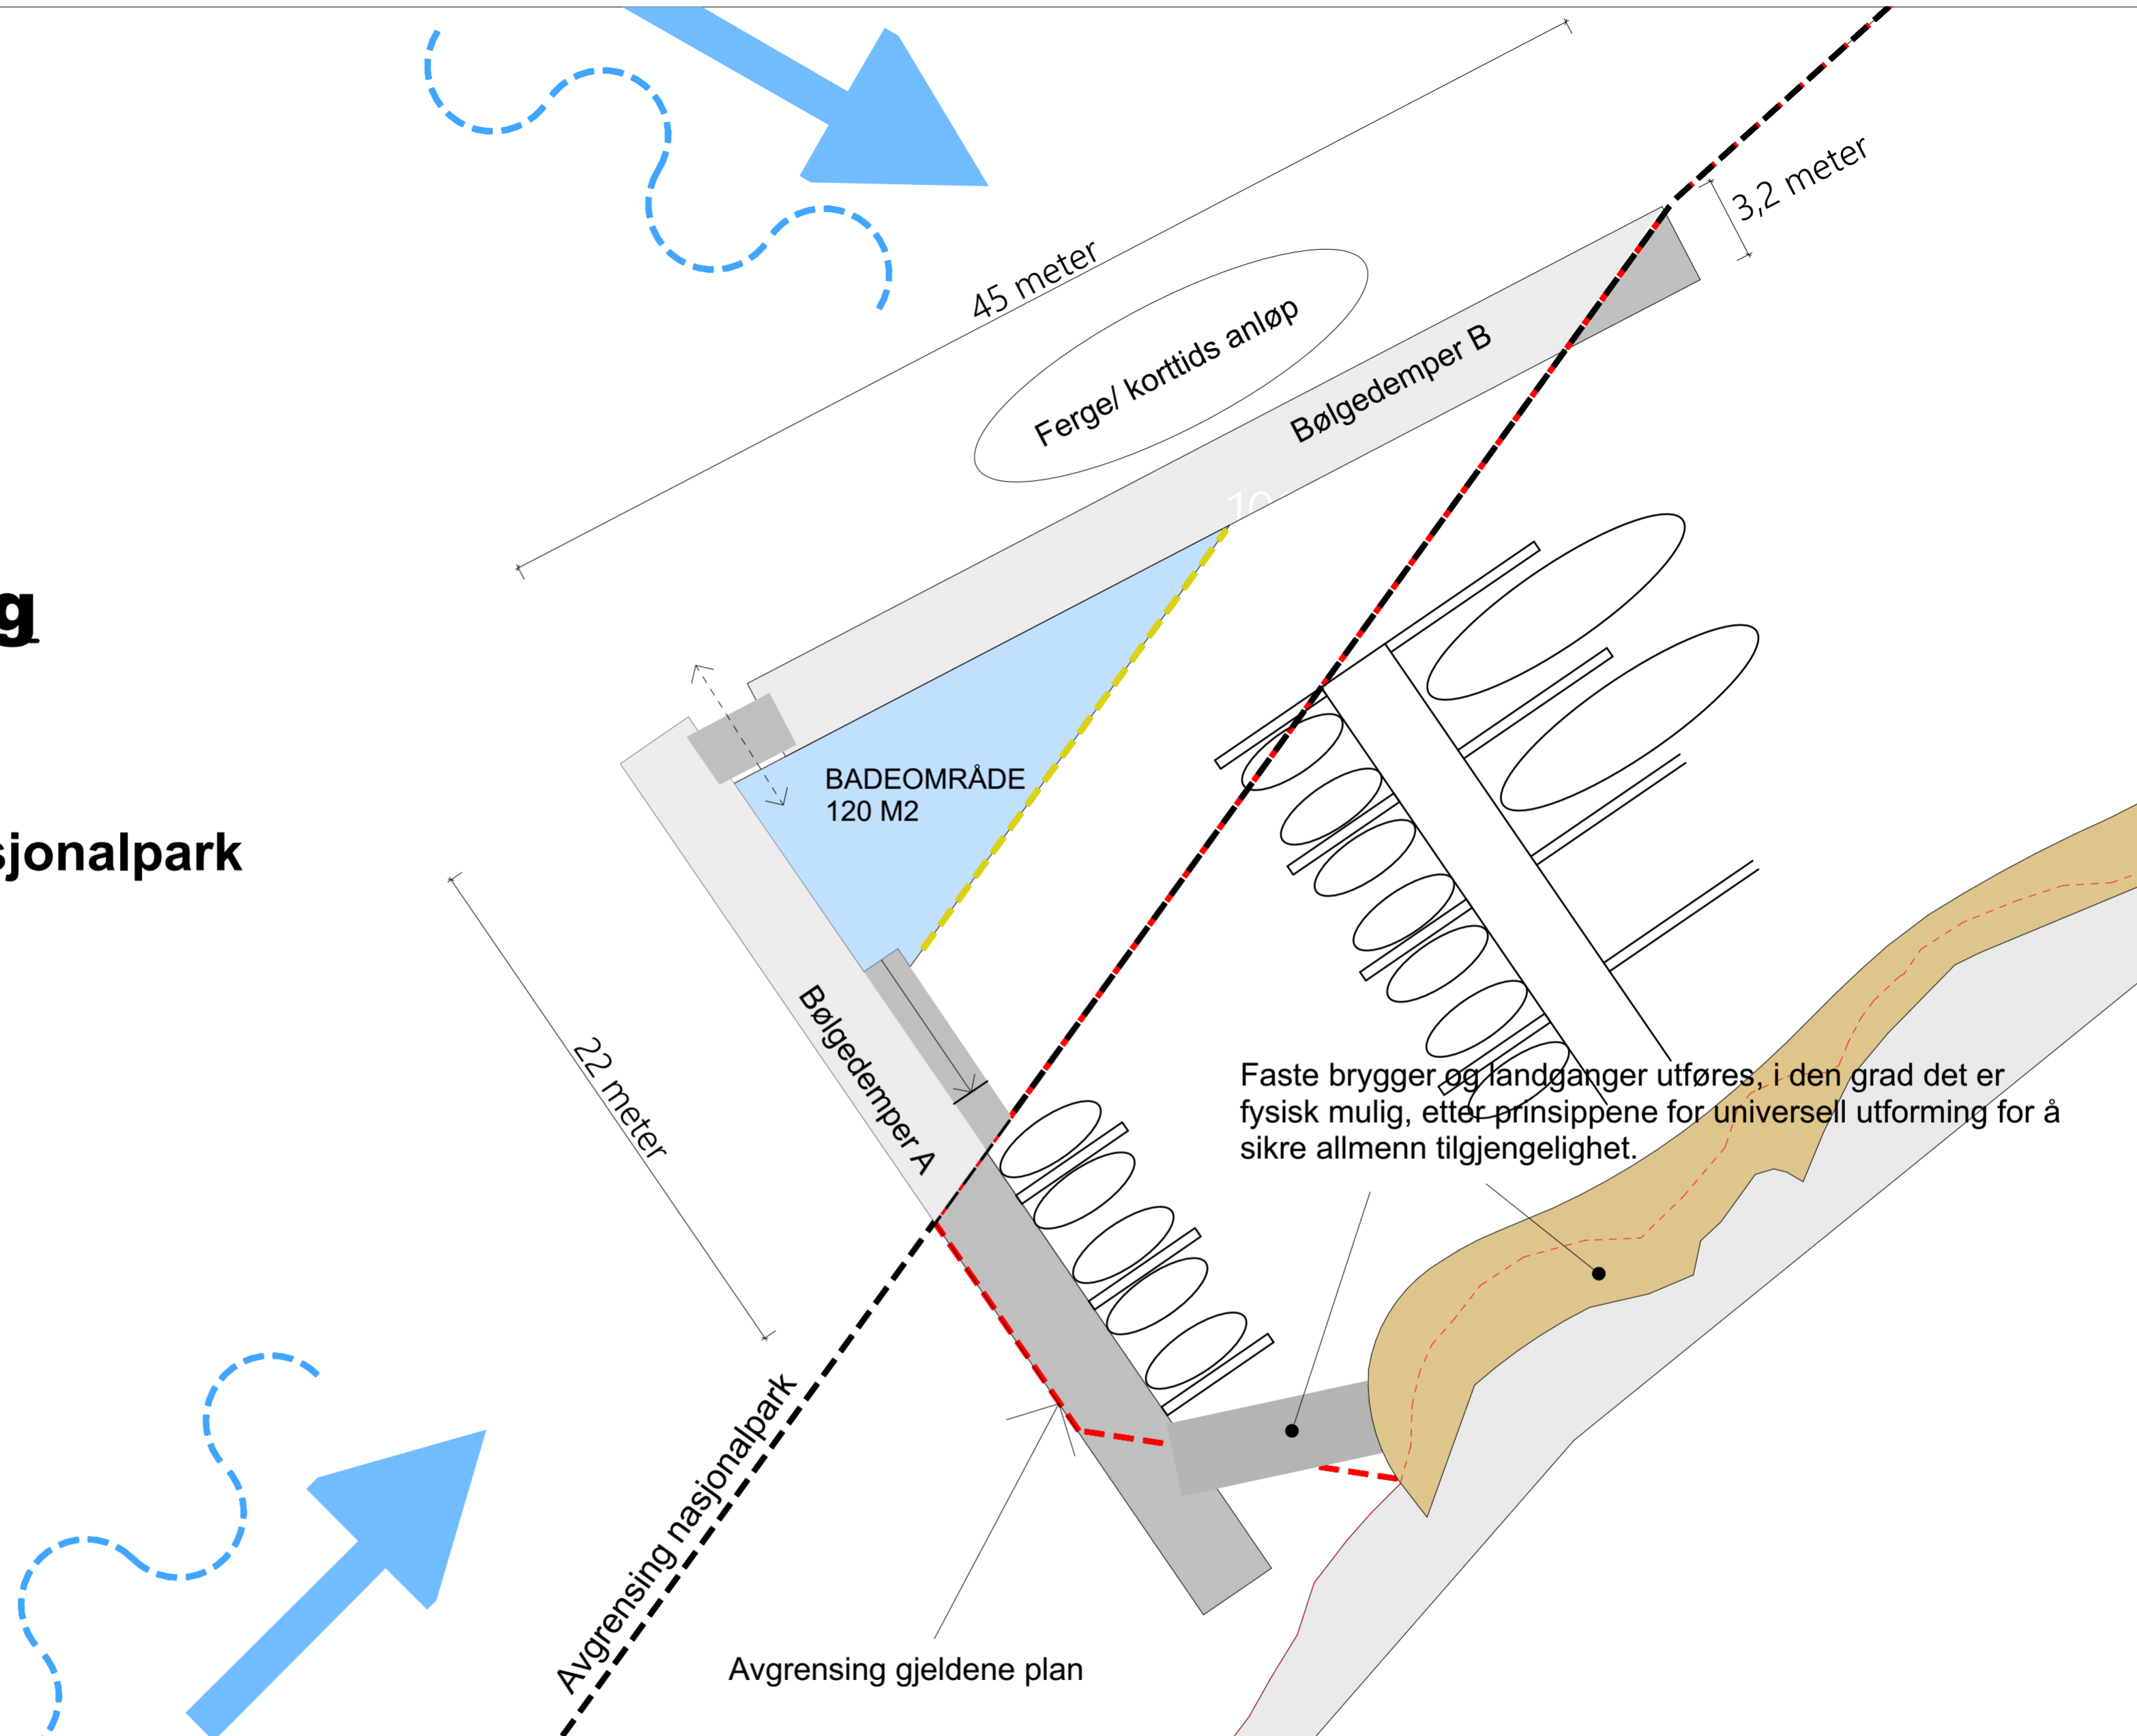 45 meter
3,2 meter
Ferge/ korttids anløp
Bølgedemper B
10
g
sjonalpark
BADEOMRÅDE
120 M2
Bølgedemper A
22 meter
Faste brygger og landganger utføres, i den grad det er
fysisk mulig, etter prinsippene for universell utforming for å
sikre allmenn tilgjengelighet.
Avgrensing nasjonalpark
Avgrensing gjeldene plan